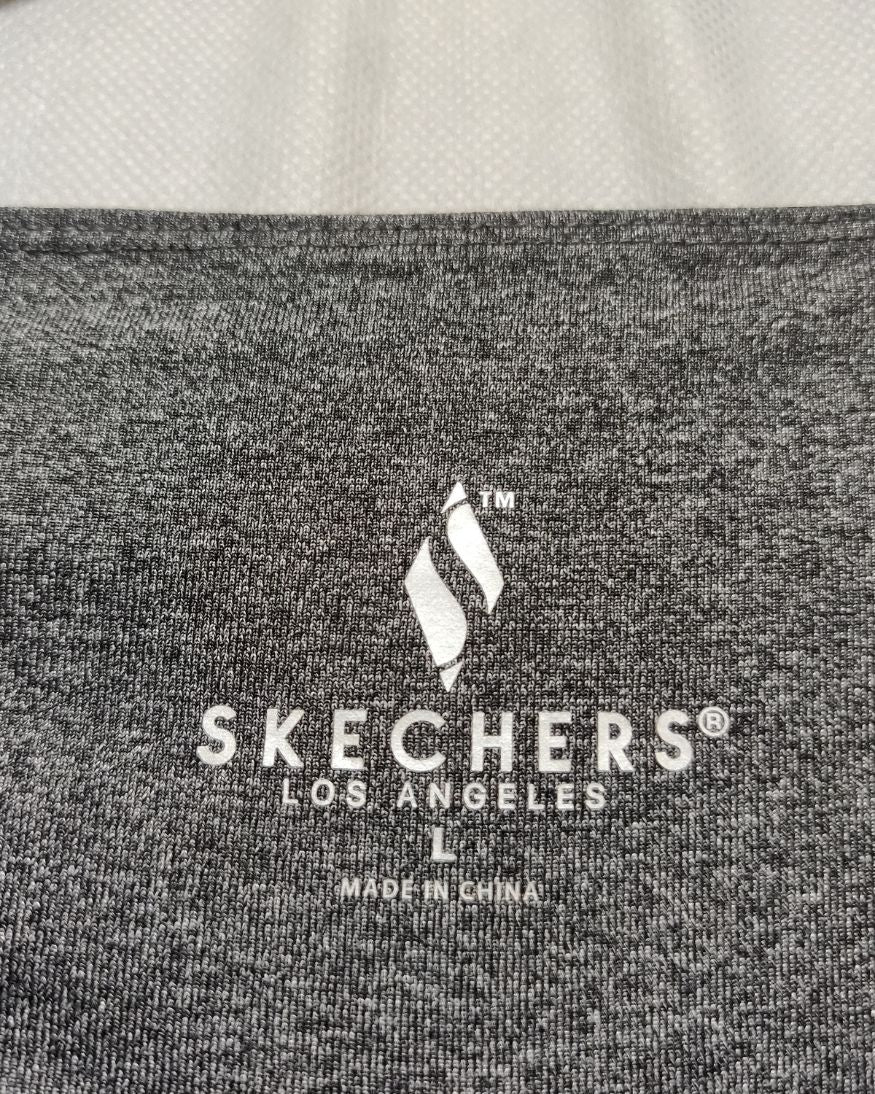 TM
SKECHERS®
LOS ANGELES
L
MADE IN CHINA